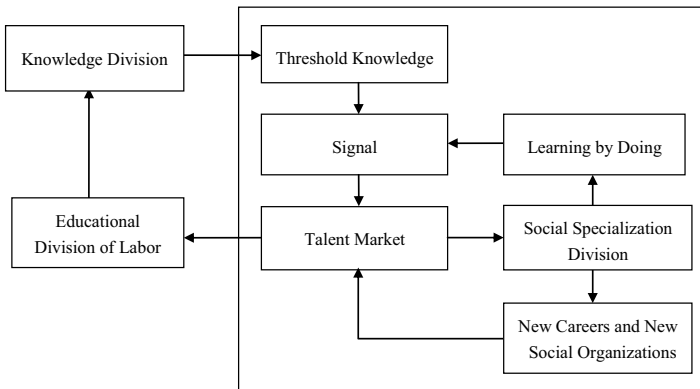 Knowledge Division
Threshold Knowledge
Signal
Learning by Doing
Educational
Division of Labor
Talent Market
Social Specialization
Division
New Careers and New
Social Organizations